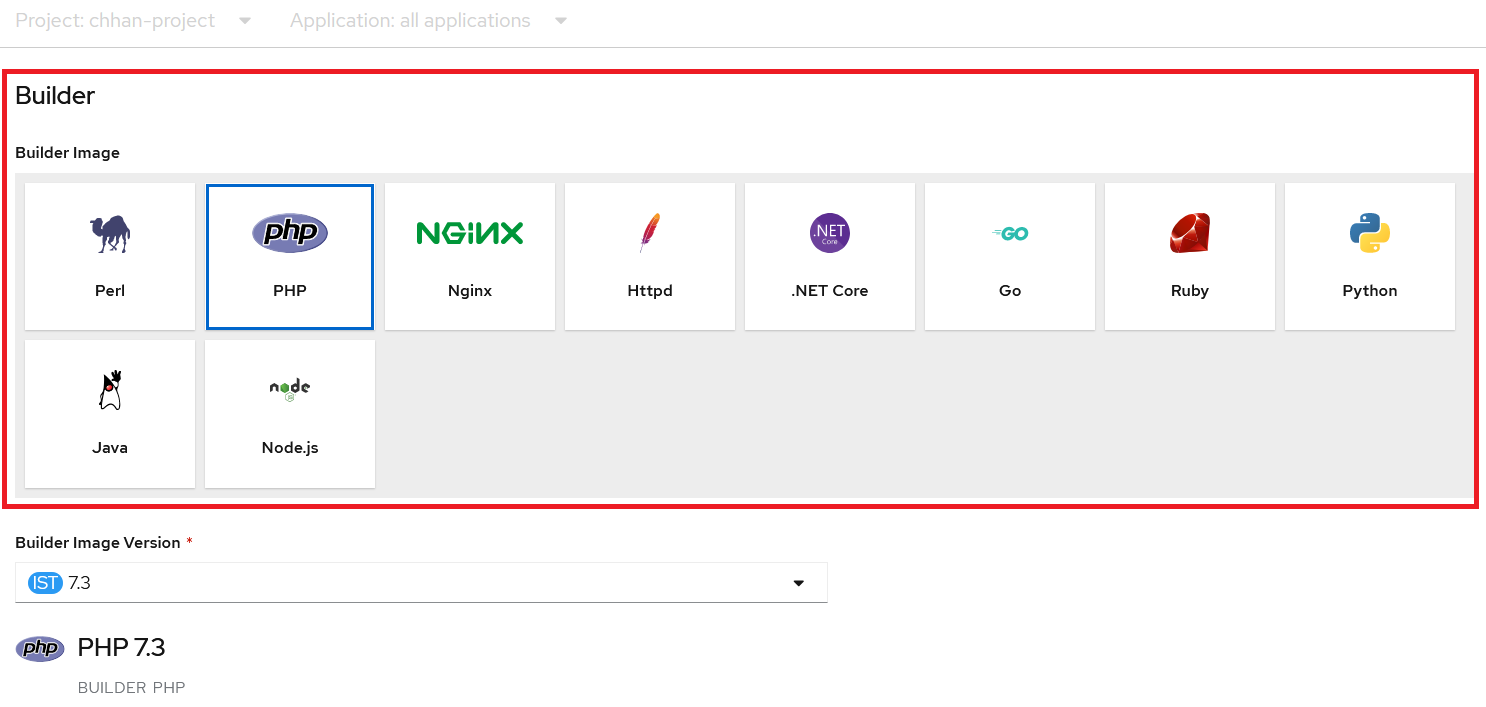 Project: chhan-project Application: all applications
Builder
Builder Image
php NGiNX .NET Core GO
Perl PHP Nginx Httpd .NET Core Go Ruby Python
node JS
Java Node.js
Builder Image Version *
IST 7.3
php PHP 7.3
BUILDER PHP